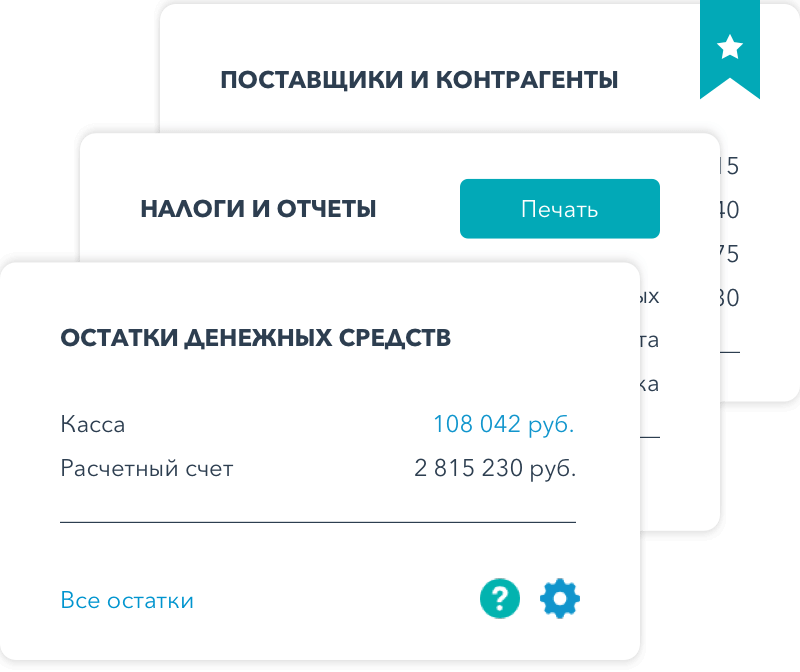 ПОСТАВЩИКИ И КОНТРАГЕНТЫ
НАЛОГИ И ОТЧЕТЫ
Печать
ОСТАТКИ ДЕНЕЖНЫХ СРЕДСТВ
Касса 108 042 руб.
Расчетный счет 2 815 230 руб.
Все остатки ?